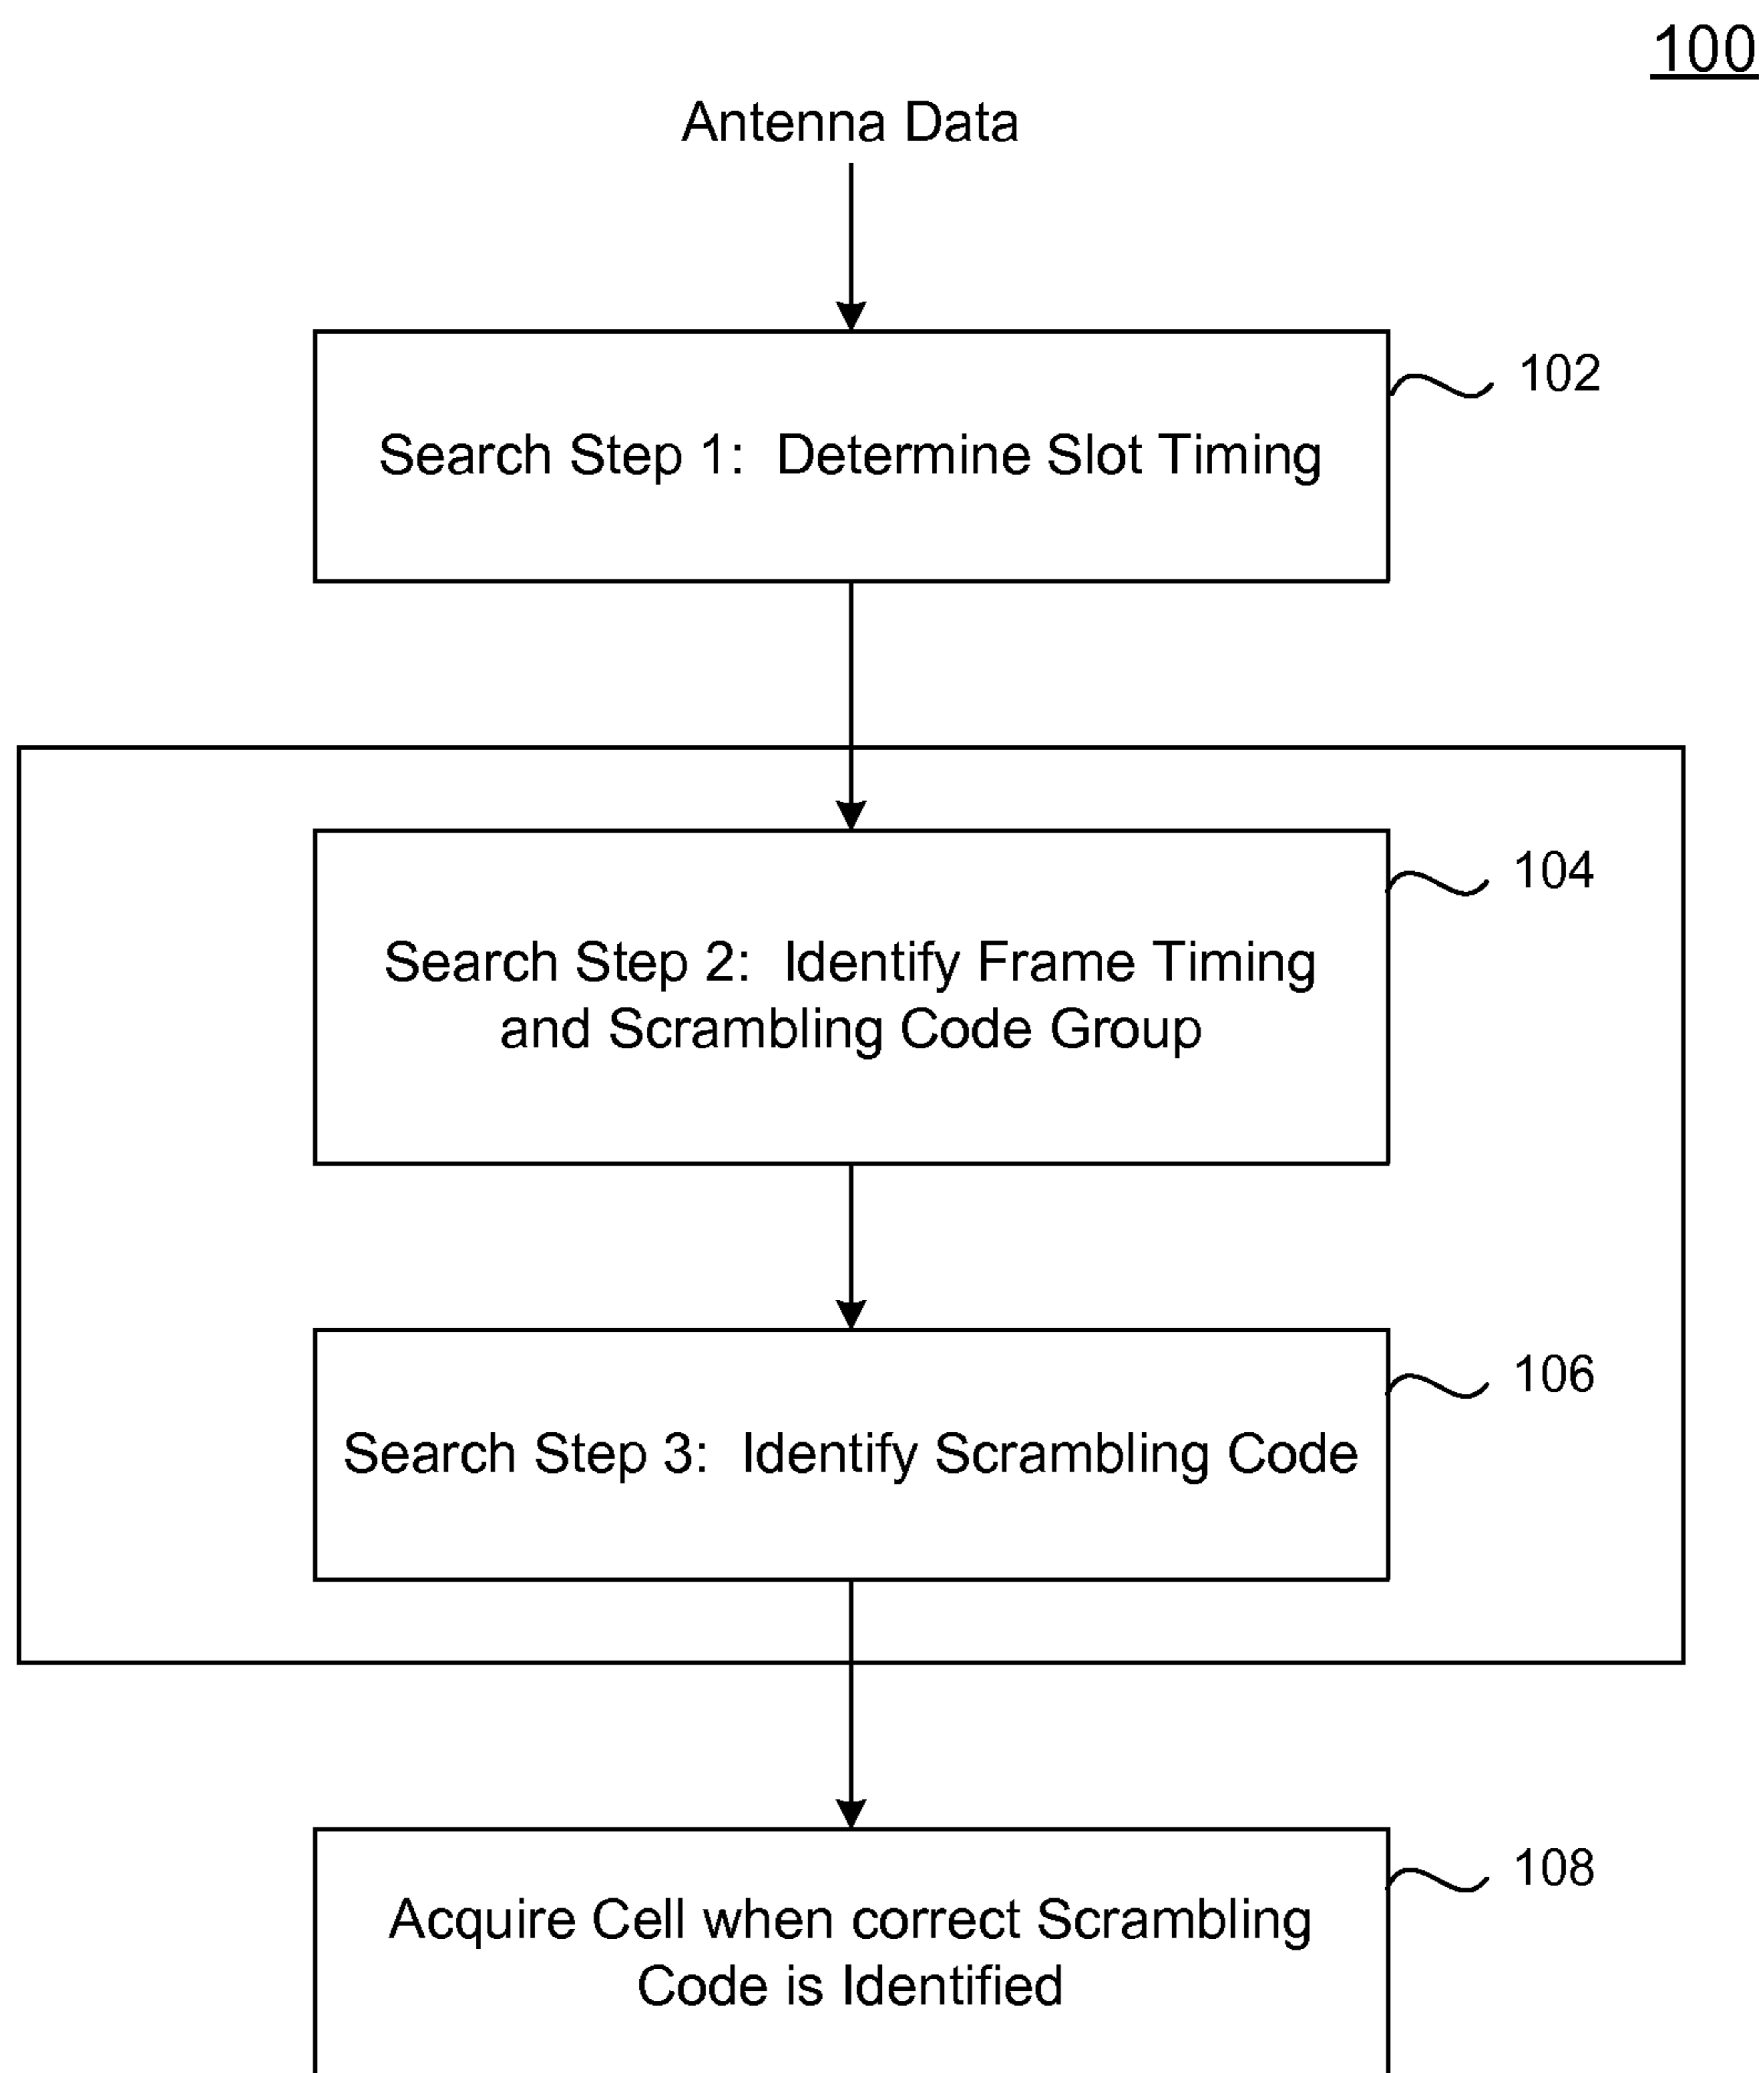 100
Antenna Data
102
Search Step 1: Determine Slot Timing
104
Search Step 2: Identify Frame Timing
and Scrambling Code Group
106
Search Step 3: Identify Scrambling Code
108
Acquire Cell when correct Scrambling
Code is Identified